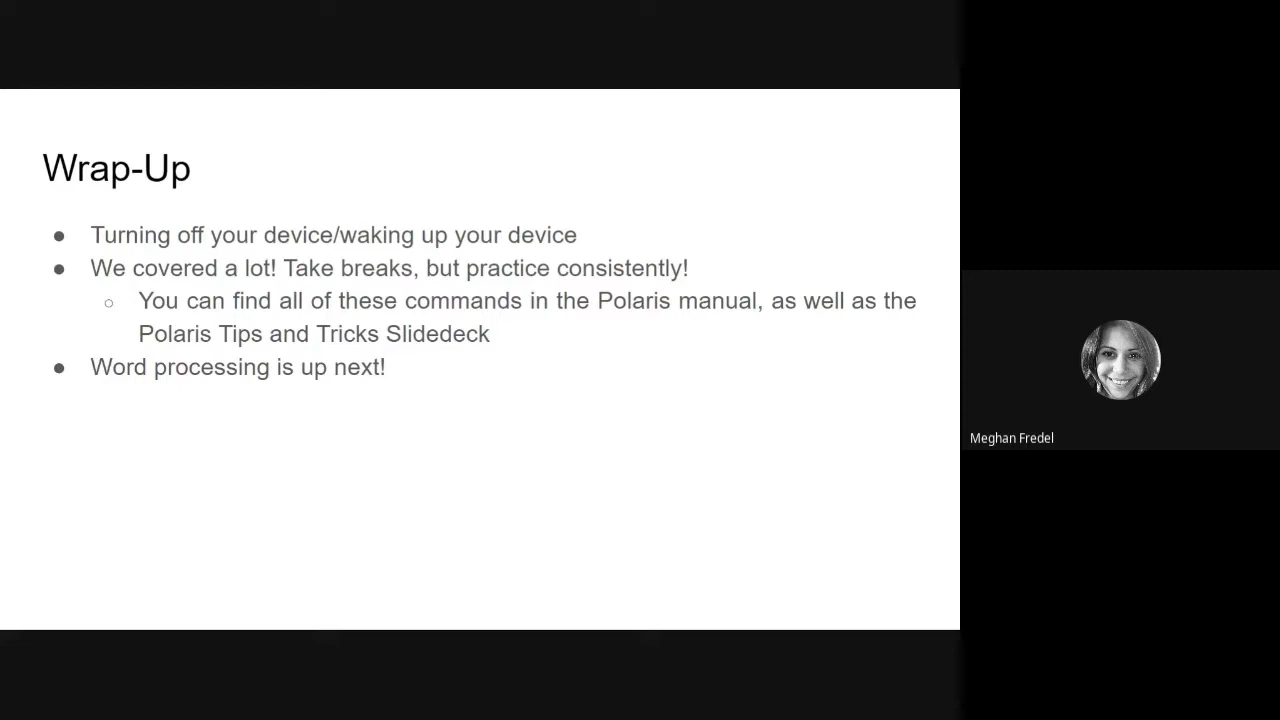 Wrap-Up
● Turning off your device/waking up your device
● We covered a lot! Take breaks, but practice consistently!
○ You can find all of these commands in the Polaris manual, as well as the
Polaris Tips and Tricks Slidedeck
● Word processing is up next!
Meghan Fredel